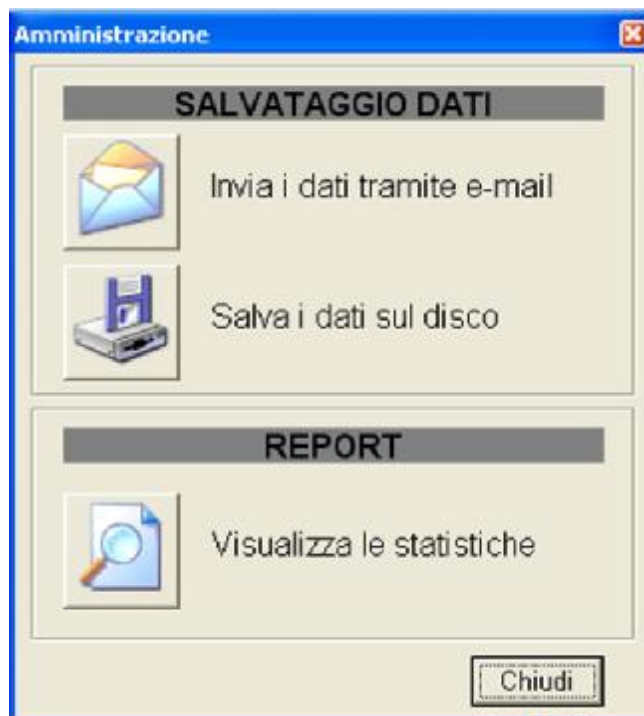 Amministrazione
SALVATAGGIO DATI
Invia i dati tramite e-mail
Salva i dati sul disco
REPORT
Visualizza le statistiche
Chiudi